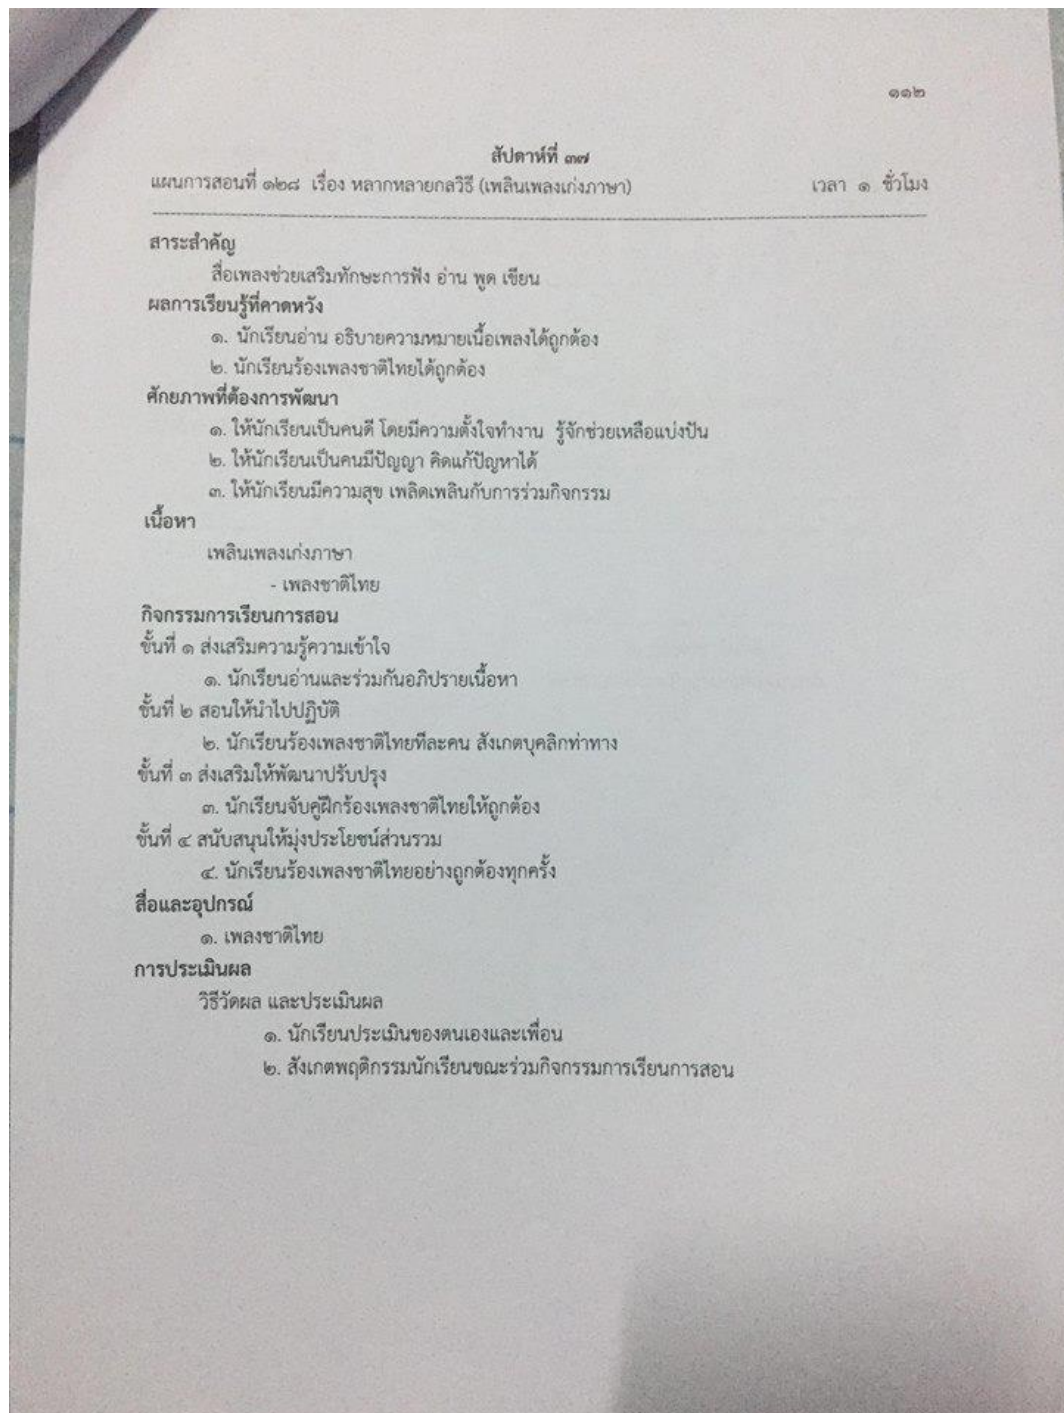 ๑๑๒
สัปดาห์ที่ ๓๗
แผนการสอนที่ ๑๒๘ เรื่อง หลากหลายกลวิธี (เพลินเพลงเก่งภาษา) เวลา ๑ ชั่วโมง
สาระสำคัญ
สื่อเพลงช่วยเสริมทักษะการฟัง อ่าน พูด เขียน
ผลการเรียนรู้ที่คาดหวัง
๑. นักเรียนอ่าน อธิบายความหมายเนื้อเพลงได้ถูกต้อง
๒. นักเรียนร้องเพลงชาติไทยได้ถูกต้อง
ศักยภาพที่ต้องการพัฒนา
๑. ให้นักเรียนเป็นคนดี โดยมีความตั้งใจทำงาน รู้จักช่วยเหลือแบ่งปัน
๒. ให้นักเรียนเป็นคนมีปัญญา คิดแก้ปัญหาได้
๓. ให้นักเรียนมีความสุข เพลิดเพลินกับการร่วมกิจกรรม
เนื้อหา
เพลินเพลงเก่งภาษา
- เพลงชาติไทย
กิจกรรมการเรียนการสอน
ขั้นที่ ๑ ส่งเสริมความรู้ความเข้าใจ
๑. นักเรียนอ่านและร่วมกันอภิปรายเนื้อหา
ขั้นที่ ๒ สอนให้นำไปปฏิบัติ
๒. นักเรียนร้องเพลงชาติไทยทีละคน สังเกตบุคลิกท่าทาง
ขั้นที่ ๓ ส่งเสริมให้พัฒนาปรับปรุง
๓. นักเรียนจับคู่ฝึกร้องเพลงชาติไทยให้ถูกต้อง
ขั้นที่ ๔ สนับสนุนให้มุ่งประโยชน์ส่วนรวม
๔. นักเรียนร้องเพลงชาติไทยอย่างถูกต้องทุกครั้ง
สื่อและอุปกรณ์
๑. เพลงชาติไทย
การประเมินผล
วิธีวัดผล และประเมินผล
๑. นักเรียนประเมินของตนเองและเพื่อน
๒. สังเกตพฤติกรรมนักเรียนขณะร่วมกิจกรรมการเรียนการสอน